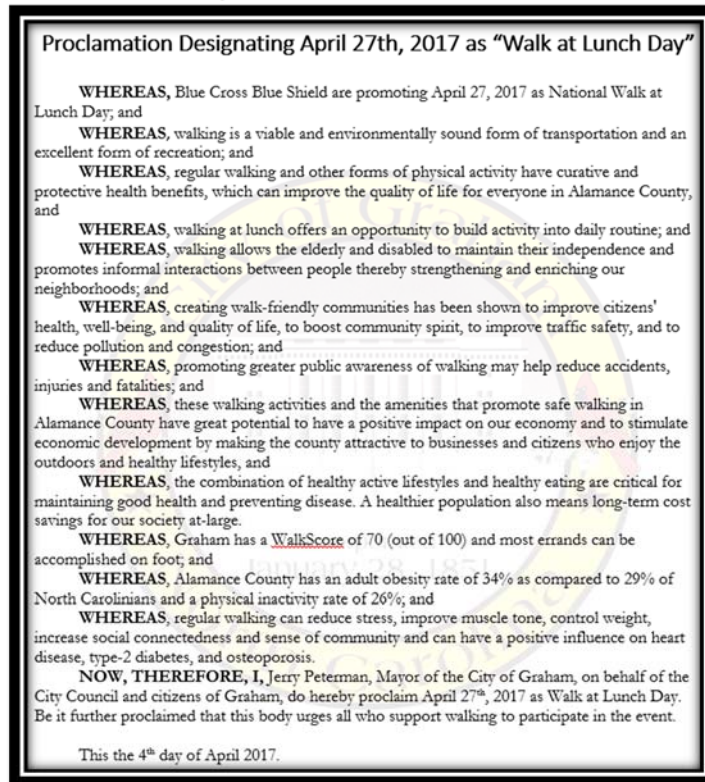 Proclamation Designating April 27th, 2017 as “Walk at Lunch Day”
WHEREAS, Blue Cross Blue Shield are promoting April 27, 2017 as National Walk at
Lunch Day; and
WHEREAS, walking is a viable and environmentally sound form of transportation and an
excellent form of recreation; and
WHEREAS, regular walking and other forms of physical activity have curative and
protective health benefits, which can improve the quality of life for everyone in Alamance County,
and
WHEREAS, walking at lunch offers an opportunity to build activity into daily routine; and
WHEREAS, walking allows the elderly and disabled to maintain their independence and
promotes informal interactions between people thereby strengthening and enriching our
neighborhoods; and
WHEREAS, creating walk-friendly communities has been shown to improve citizens'
health, well-being, and quality of life, to boost community spirit, to improve traffic safety, and to
reduce pollution and congestion; and
WHEREAS, promoting greater public awareness of walking may help reduce accidents,
injuries and fatalities; and
WHEREAS, these walking activities and the amenities that promote safe walking in
Alamance County have great potential to have a positive impact on our economy and to stimulate
economic development by making the county attractive to businesses and citizens who enjoy the
outdoors and healthy lifestyles, and
WHEREAS, the combination of healthy active lifestyles and healthy eating are critical for
maintaining good health and preventing disease. A healthier population also means long-term cost
savings for our society at-large.
WHEREAS, Graham has a WalkScore of 70 (out of 100) and most errands can be
accomplished on foot; and
WHEREAS, Alamance County has an adult obesity rate of 34% as compared to 29% of
North Carolinians and a physical inactivity rate of 26%; and
WHEREAS, regular walking can reduce stress, improve muscle tone, control weight,
increase social connectedness and sense of community and can have a positive influence on heart
disease, type-2 diabetes, and osteoporosis.
NOW, THEREFORE, I, Jerry Peterman, Mayor of the City of Graham, on behalf of the
City Council and citizens of Graham, do hereby proclaim April 27th, 2017 as Walk at Lunch Day.
Be it further proclaimed that this body urges all who support walking to participate in the event.
This the 4th day of April 2017.
City of Graham
January 28, 1851
Carolina